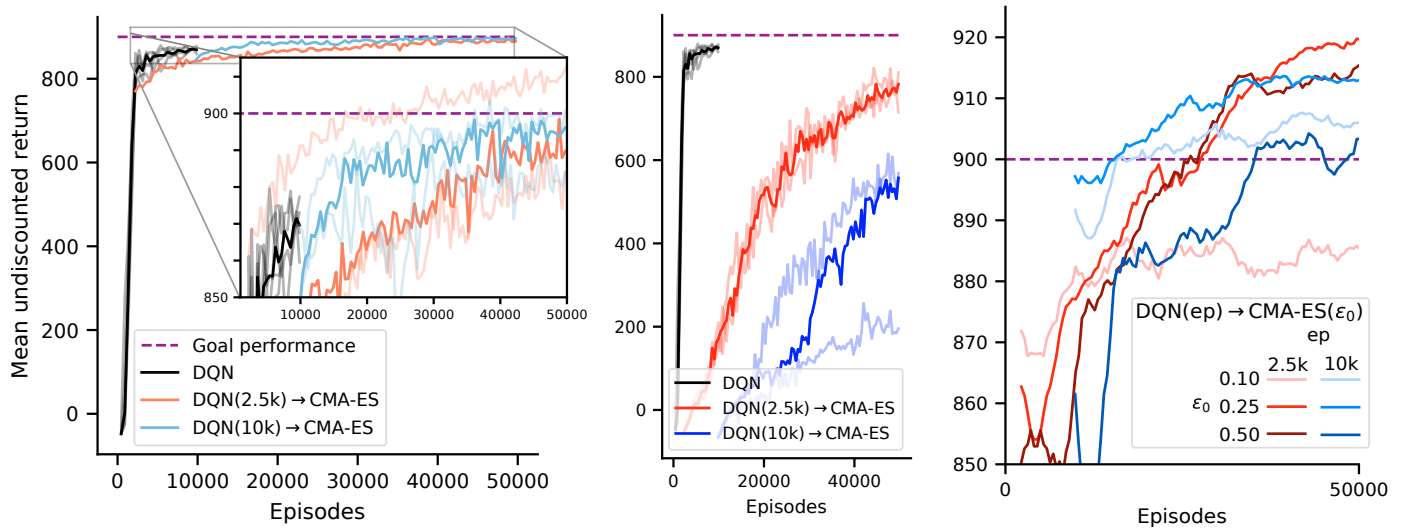 Mean undiscounted return
800
600
400
200
0
0 10000 20000 30000 40000 50000
Episodes
900
850
10000 20000 30000 40000 50000
Goal performance
DQN
DQN(2.5k)→CMA-ES
DQN(10k)→CMA-ES
800
600
400
200
0
0 20000 40000
Episodes
DQN
DQN(2.5k)→CMA-ES
DQN(10k)→CMA-ES
920
910
900
890
880
870
860
850
0 50000
Episodes
DQN(ep)→CMA-ES(ε₀)
ep
2.5k 10k
0.10
ε₀ 0.25
0.50